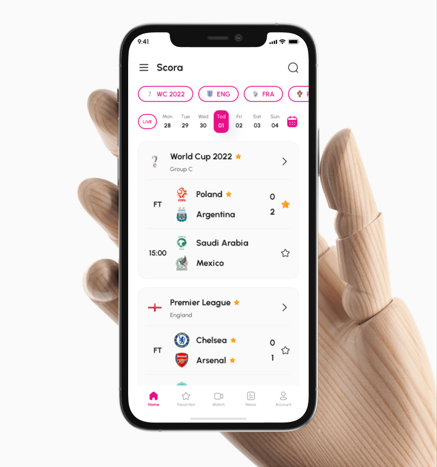 9:41
Scora
WC 2022 ENG FRA
LIVE Mon Tue Wed Tod Fri Sat Sun
28 29 30 01 02 03 04
World Cup 2022
Group C
FT Poland 0
Argentina 2
15:00 Saudi Arabia
Mexico
Premier League
England
FT Chelsea 0
Arsenal 1
Home Favorites Watch News Account